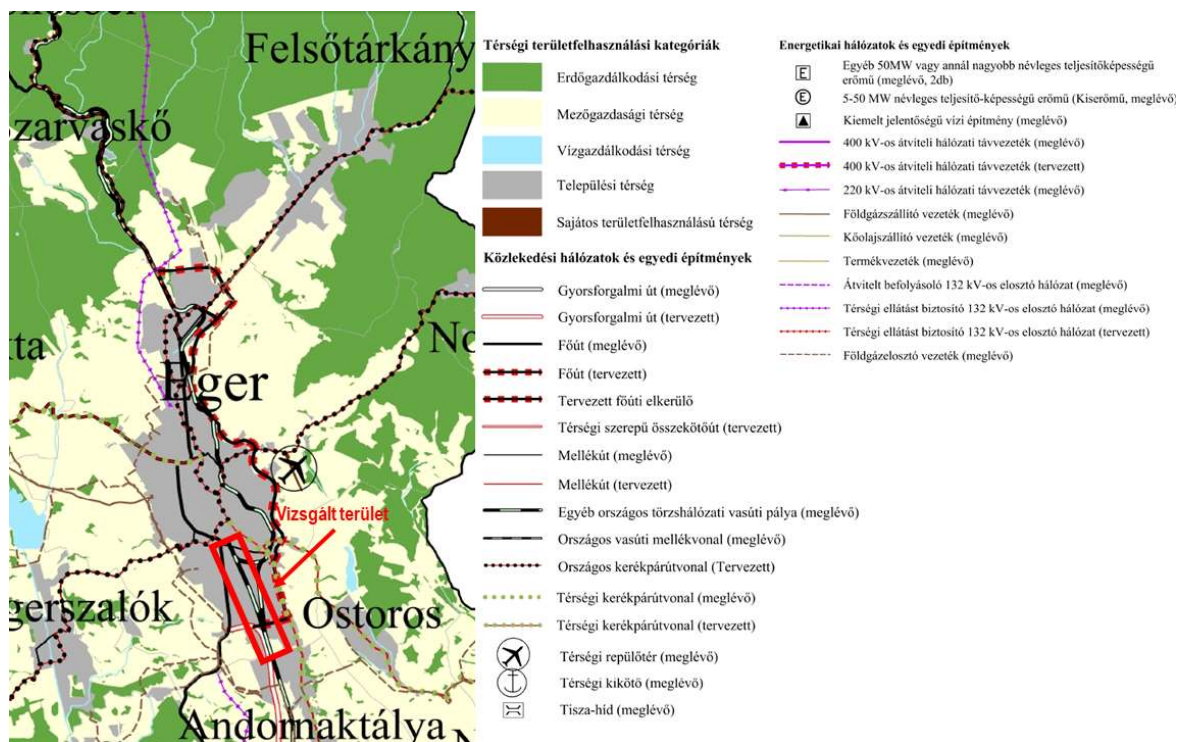 Felsőtárkány
zarvaskő
Eger
Vizsgált terület
gerszalók
Ostoros
Andornaktálya
Térségi területfelhasználási kategóriák
Erdőgazdálkodási térség
Mezőgazdasági térség
Vízgazdálkodási térség
Települési térség
Sajátos területfelhasználású térség
Közlekedési hálózatok és egyedi építmények
Gyorsforgalmi út (meglévő)
Gyorsforgalmi út (tervezett)
Főút (meglévő)
Főút (tervezett)
Tervezett főúti elkerülő
Térségi szerepű összekötőút (tervezett)
Mellékút (meglévő)
Mellékút (tervezett)
Egyéb országos törzshálózati vasúti pálya (meglévő)
Országos vasúti mellékvonal (meglévő)
Országos kerékpárútvonal (Tervezett)
Térségi kerékpárútvonal (meglévő)
Térségi kerékpárútvonal (tervezett)
Térségi repülőtér (meglévő)
Térségi kikötő (meglévő)
Tisza-híd (meglévő)
Energetikai hálózatok és egyedi építmények
E Egyéb 50MW vagy annál nagyobb névleges teljesítőképességű
erőmű (meglévő, 2db)
E 5-50 MW névleges teljesítő-képességű erőmű (Kiserőmű, meglévő)
Kiemelt jelentőségű vízi építmény (meglévő)
400 kV-os átviteli hálózati távvezeték (meglévő)
400 kV-os átviteli hálózati távvezeték (tervezett)
220 kV-os átviteli hálózati távvezeték (meglévő)
Földgázszállító vezeték (meglévő)
Kőolajszállító vezeték (meglévő)
Termékvezeték (meglévő)
Átvitelt befolyásoló 132 kV-os elosztó hálózat (meglévő)
Térségi ellátást biztosító 132 kV-os elosztó hálózat (meglévő)
Térségi ellátást biztosító 132 kV-os elosztó hálózat (tervezett)
Földgázelosztó vezeték (meglévő)